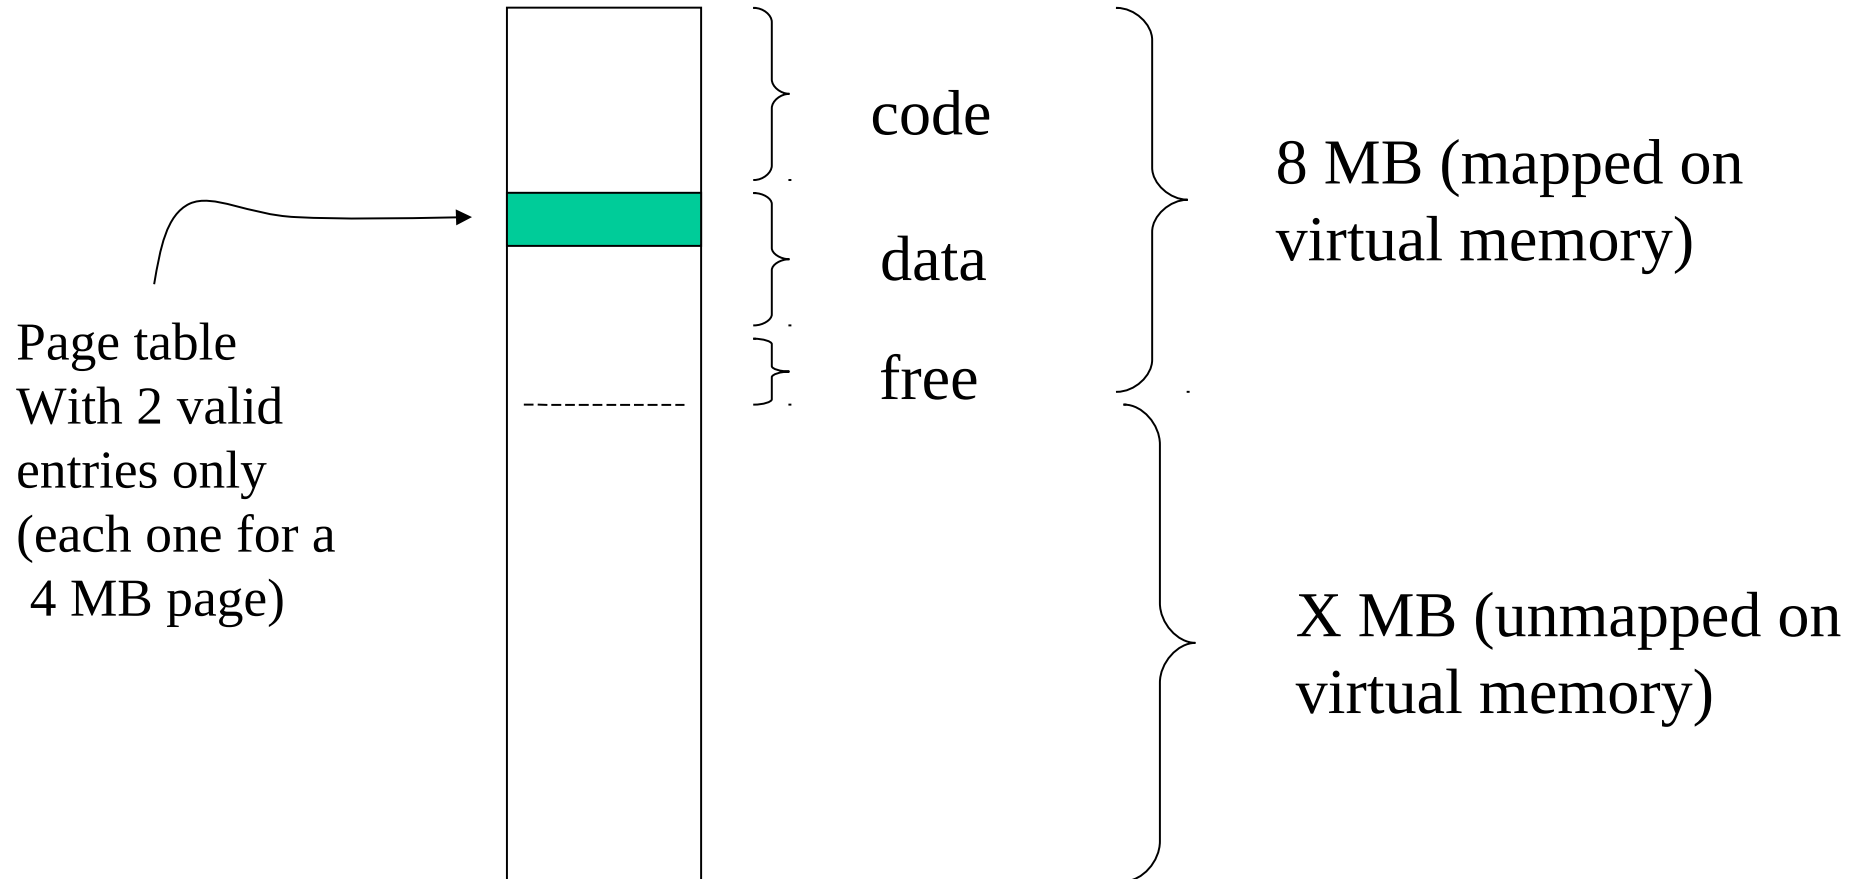 code
8 MB (mapped on
virtual memory)
data
Page table
With 2 valid
entries only
(each one for a
4 MB page)
free
X MB (unmapped on
virtual memory)